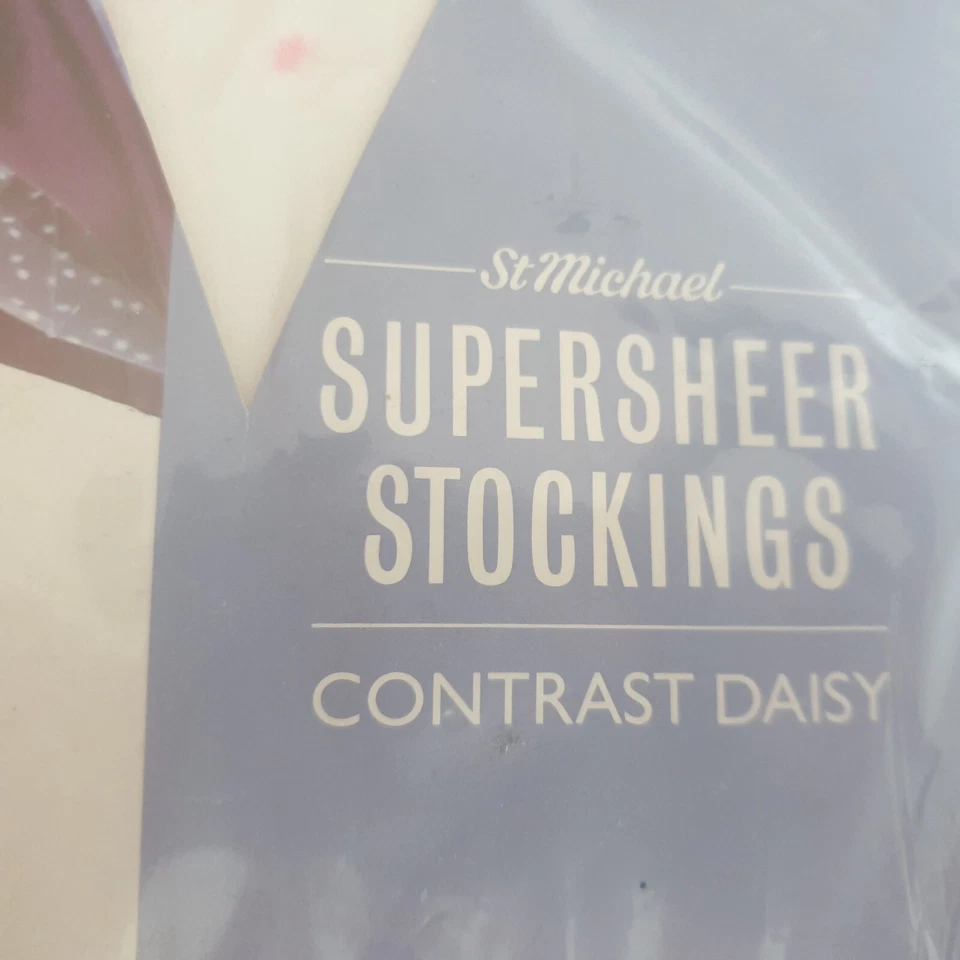 St Michael
SUPERSHEER
STOCKINGS
CONTRAST DAISY